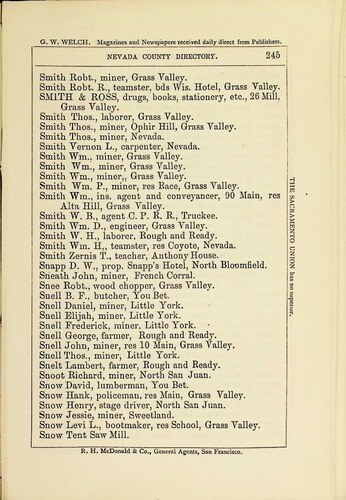 G. W. WELCH. Magazines and Newspapers received daily direct from Publishers.
NEVADA COUNTY DIRECTORY. 245
Smith Robt., miner, Grass Valley.
Smith Robt. R., teamster, bds Wis. Hotel, Grass Valley.
SMITH & ROSS, drugs, books, stationery, etc., 26 Mill,
Grass Valley.
Smith Thos., laborer, Grass Valley.
Smith Thos., miner, Ophir Hill, Grass Valley.
Smith Thos., miner, Nevada.
Smith Vernon L., carpenter, Nevada.
Smith Wm., miner, Grass Valley.
Smith Wm., miner, Grass Valley.
Smith Wm., miner,, Grass Valley.
Smith Wm. P., miner, res Race, Grass Valley.
Smith Wm., ins. agent and conveyancer, 90 Main, res
Alta Hill, Grass Valley.
Smith W. B., agent C. P. R. R., Truckee.
Smith Wm. D., engineer, Grass Valley.
Smith W. H., laborer, Rough and Ready.
Smith Wm. H., teamster, res Coyote, Nevada.
Smith Zernis T., teacher, Anthony House.
Snapp D. W., prop. Snapp's Hotel, North Bloomfield.
Sneath John, miner, French Corral.
Snee Robt., wood chopper, Grass Valley.
Snell B. F., butcher, You Bet.
Snell Daniel, miner, Little York.
Snell Elijah, miner, Little York.
Snell Frederick, miner, Little York.
Snell George, farmer, Rough and Ready.
Snell John, miner, res 10 Main, Grass Valley.
Snell Thos., miner, Little York.
Snelt Lambert, farmer, Rough and Ready.
Snoot Richard, miner, North San Juan.
Snow David, lumberman, You Bet.
Snow Hank, policeman, res Main, Grass Valley.
Snow Henry, stage driver, North San Juan.
Snow Jessie, miner, Sweetland.
Snow Levi L., bootmaker, res School, Grass Valley.
Snow Tent Saw Mill.
THE SACRAMENTO UNION has no superior.
R. H. McDonald & Co., General Agents, San Francisco.